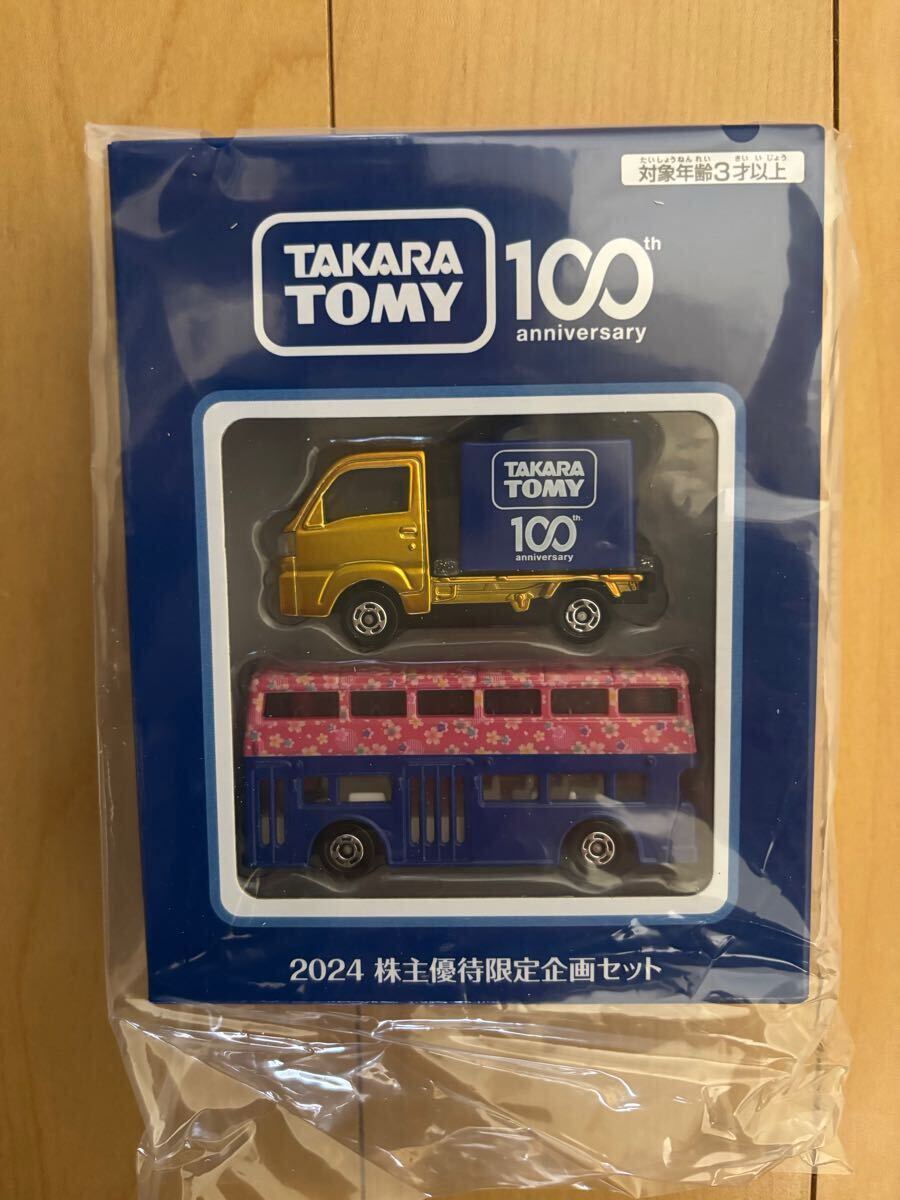 たいしょうねんれい さい いじょう
対象年齢3才以上
TAKARA
TOMY
100th
anniversary
TAKARA
TOMY
100th
anniversary
2024 株主優待限定企画セット